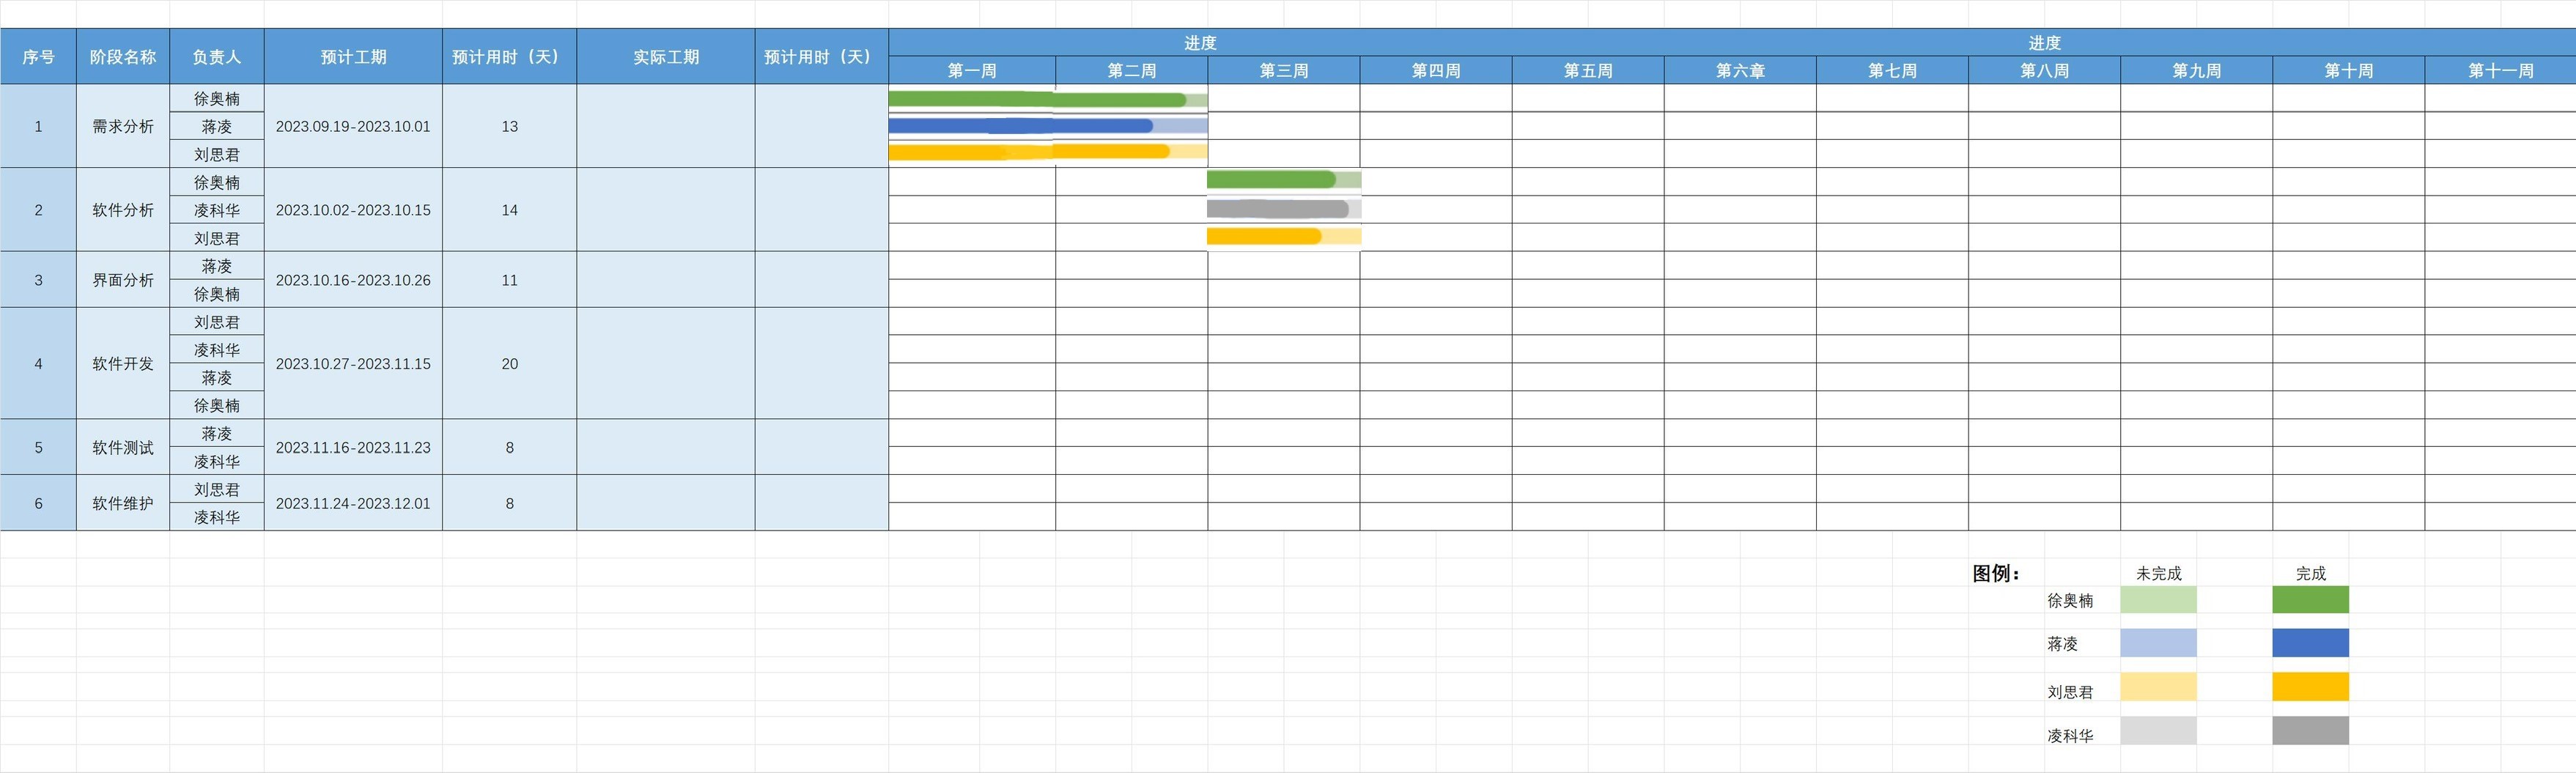 序号 阶段名称 负责人 预计工期 预计用时（天） 实际工期 预计用时（天） 进度 进度
第一周 第二周 第三周 第四周 第五周 第六章 第七周 第八周 第九周 第十周 第十一周
1 需求分析 徐奥楠 2023.09.19-2023.10.01 13
蒋凌
刘思君
2 软件分析 徐奥楠 2023.10.02-2023.10.15 14
凌科华
刘思君
3 界面分析 蒋凌 2023.10.16-2023.10.26 11
徐奥楠
4 软件开发 刘思君 2023.10.27-2023.11.15 20
凌科华
蒋凌
徐奥楠
5 软件测试 蒋凌 2023.11.16-2023.11.23 8
凌科华
6 软件维护 刘思君 2023.11.24-2023.12.01 8
凌科华
图例： 未完成 完成
徐奥楠
蒋凌
刘思君
凌科华